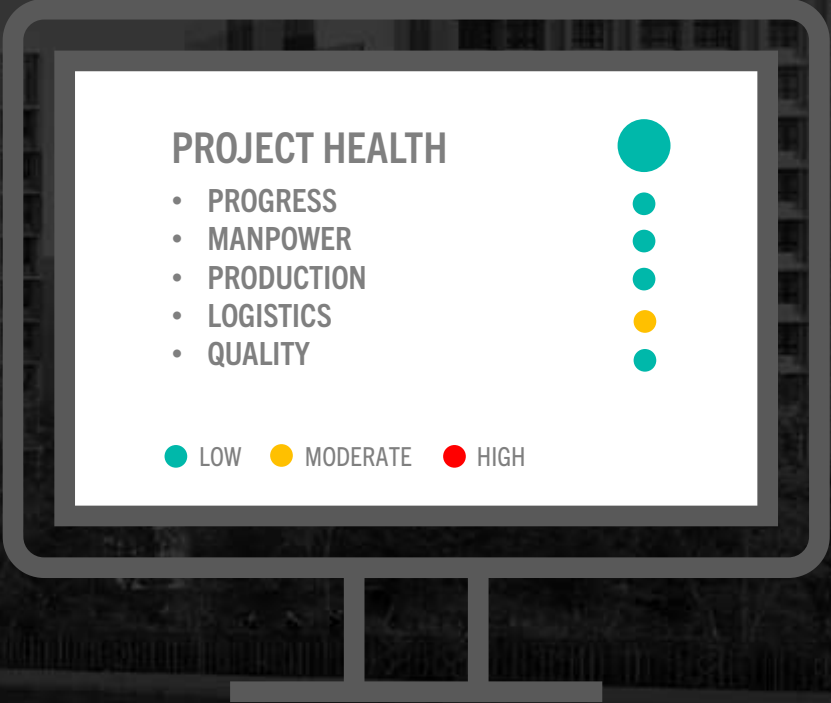 PROJECT HEALTH
• PROGRESS
• MANPOWER
• PRODUCTION
• LOGISTICS
• QUALITY
LOW MODERATE HIGH